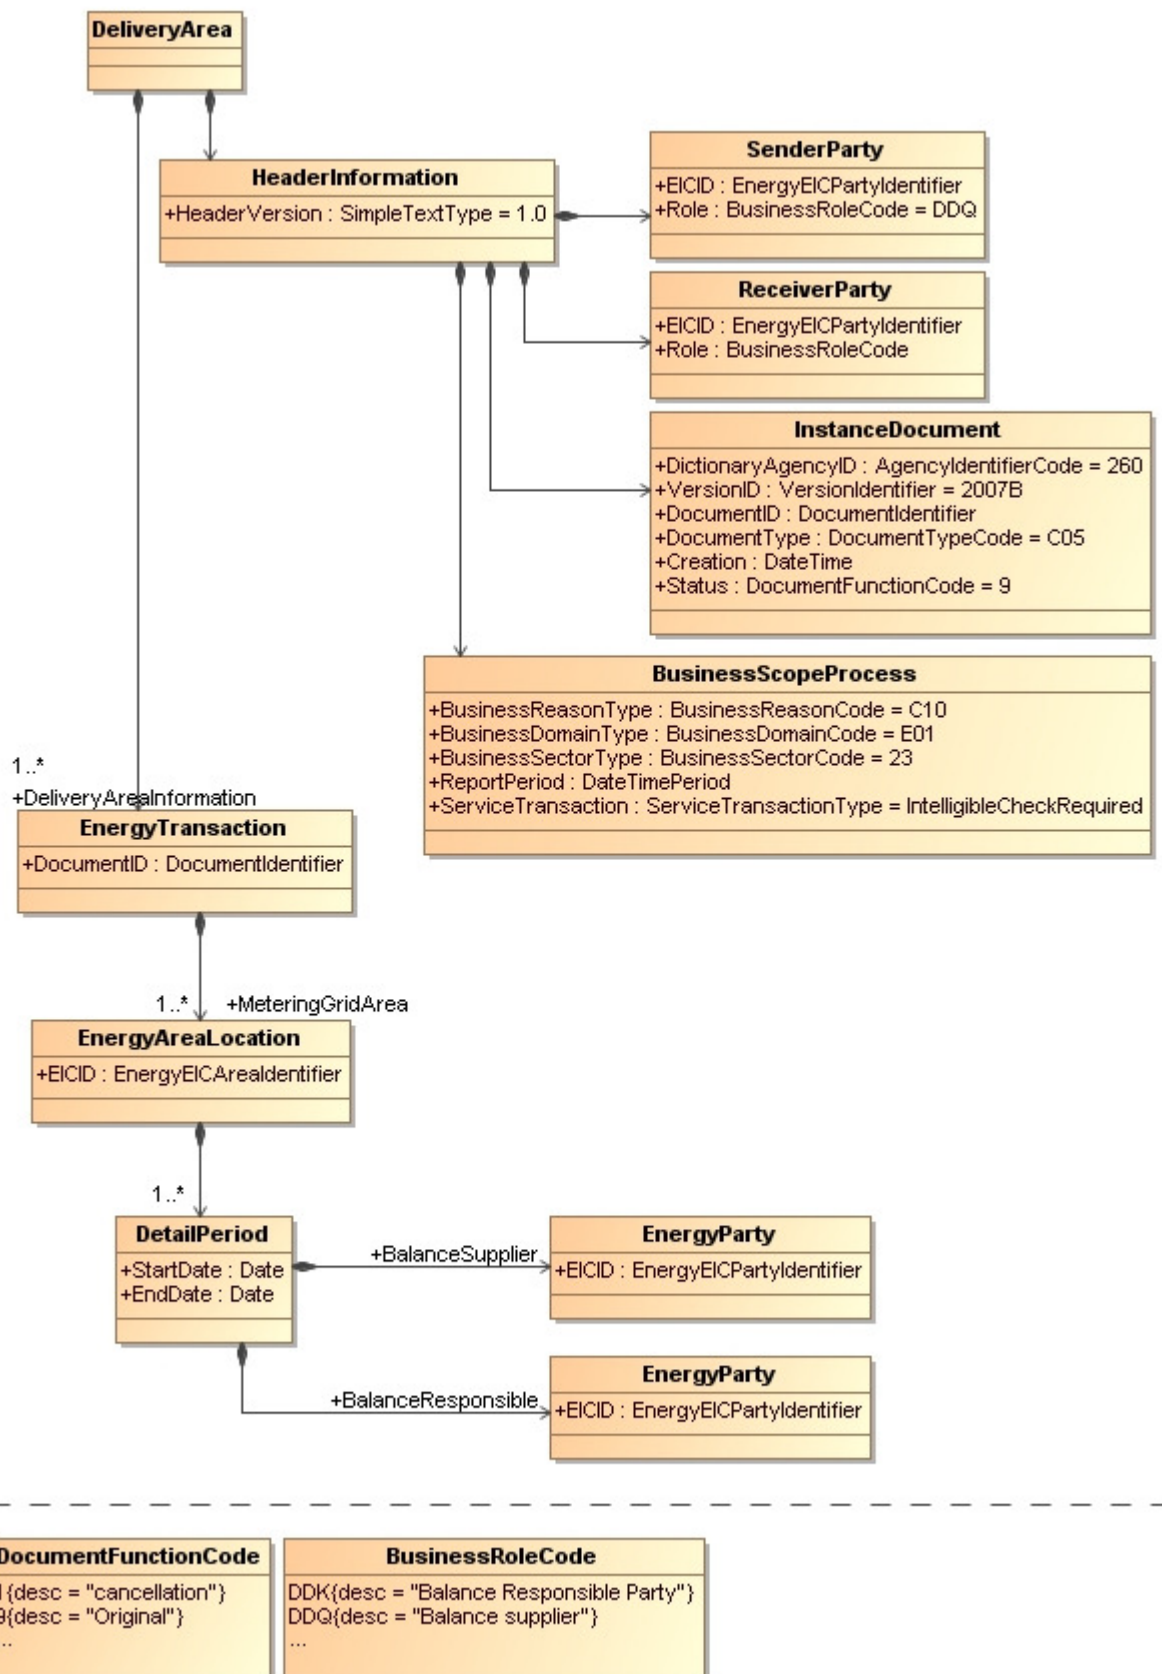 DeliveryArea
HeaderInformation
+HeaderVersion : SimpleTextType = 1.0
SenderParty
+EICID : EnergyEICPartyIdentifier
+Role : BusinessRoleCode = DDQ
ReceiverParty
+EICID : EnergyEICPartyIdentifier
+Role : BusinessRoleCode
InstanceDocument
+DictionaryAgencyID : AgencyIdentifierCode = 260
+VersionID : VersionIdentifier = 2007B
+DocumentID : DocumentIdentifier
+DocumentType : DocumentTypeCode = C05
+Creation : DateTime
+Status : DocumentFunctionCode = 9
BusinessScopeProcess
+BusinessReasonType : BusinessReasonCode = C10
+BusinessDomainType : BusinessDomainCode = E01
+BusinessSectorType : BusinessSectorCode = 23
+ReportPeriod : DateTimePeriod
+ServiceTransaction : ServiceTransactionType = IntelligibleCheckRequired
1..*
+DeliveryAreaInformation
EnergyTransaction
+DocumentID : DocumentIdentifier
1..*
+MeteringGridArea
EnergyAreaLocation
+EICID : EnergyEICAreaIdentifier
1..*
DetailPeriod
+StartDate : Date
+EndDate : Date
+BalanceSupplier
EnergyParty
+EICID : EnergyEICPartyIdentifier
+BalanceResponsible
EnergyParty
+EICID : EnergyEICPartyIdentifier
DocumentFunctionCode
{desc = "cancellation"}
9{desc = "Original"}
...
BusinessRoleCode
DDK{desc = "Balance Responsible Party"}
DDQ{desc = "Balance supplier"}
...